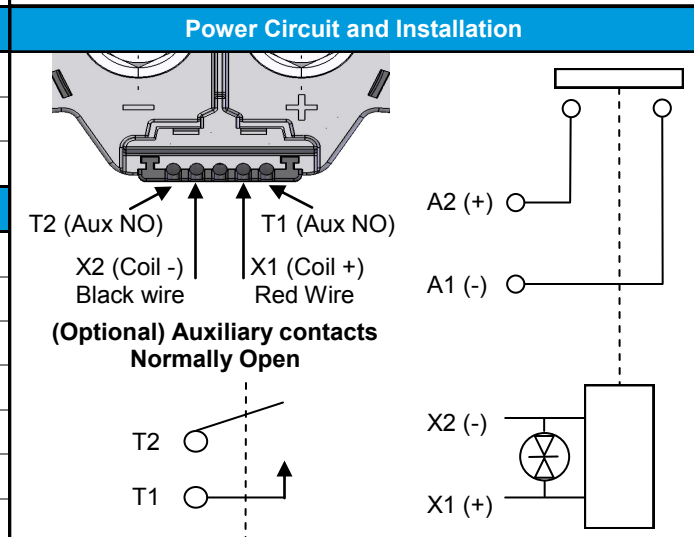 Power Circuit and Installation
T2 (Aux NO)
T1 (Aux NO)
X2 (Coil -)
Black wire
X1 (Coil +)
Red Wire
(Optional) Auxiliary contacts
Normally Open
T2
T1
A2 (+)
A1 (-)
X2 (-)
X1 (+)